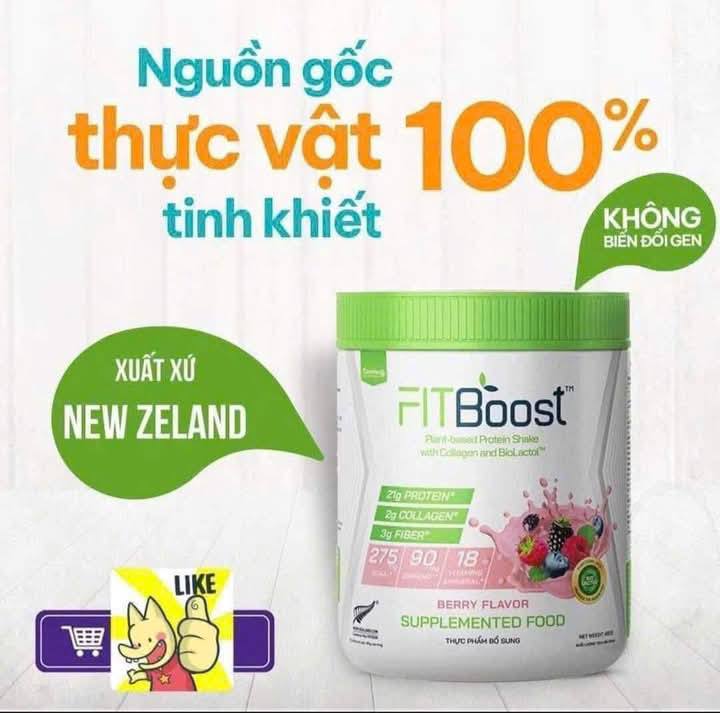 Nguồn gốc
thực vật 100%
tinh khiết
KHÔNG
BIẾN ĐỔI GEN
XUẤT XỨ
NEW ZELAND
FITBoost™
Plant-based Protein Shake
with Collagen and BioLactol™
21g PROTEIN*
2g COLLAGEN*
3g FIBER*
275 90 18
VITAMINS
BERRY FLAVOR
SUPPLEMENTED FOOD
THỰC PHẨM BỔ SUNG
NET WEIGHT
LIKE